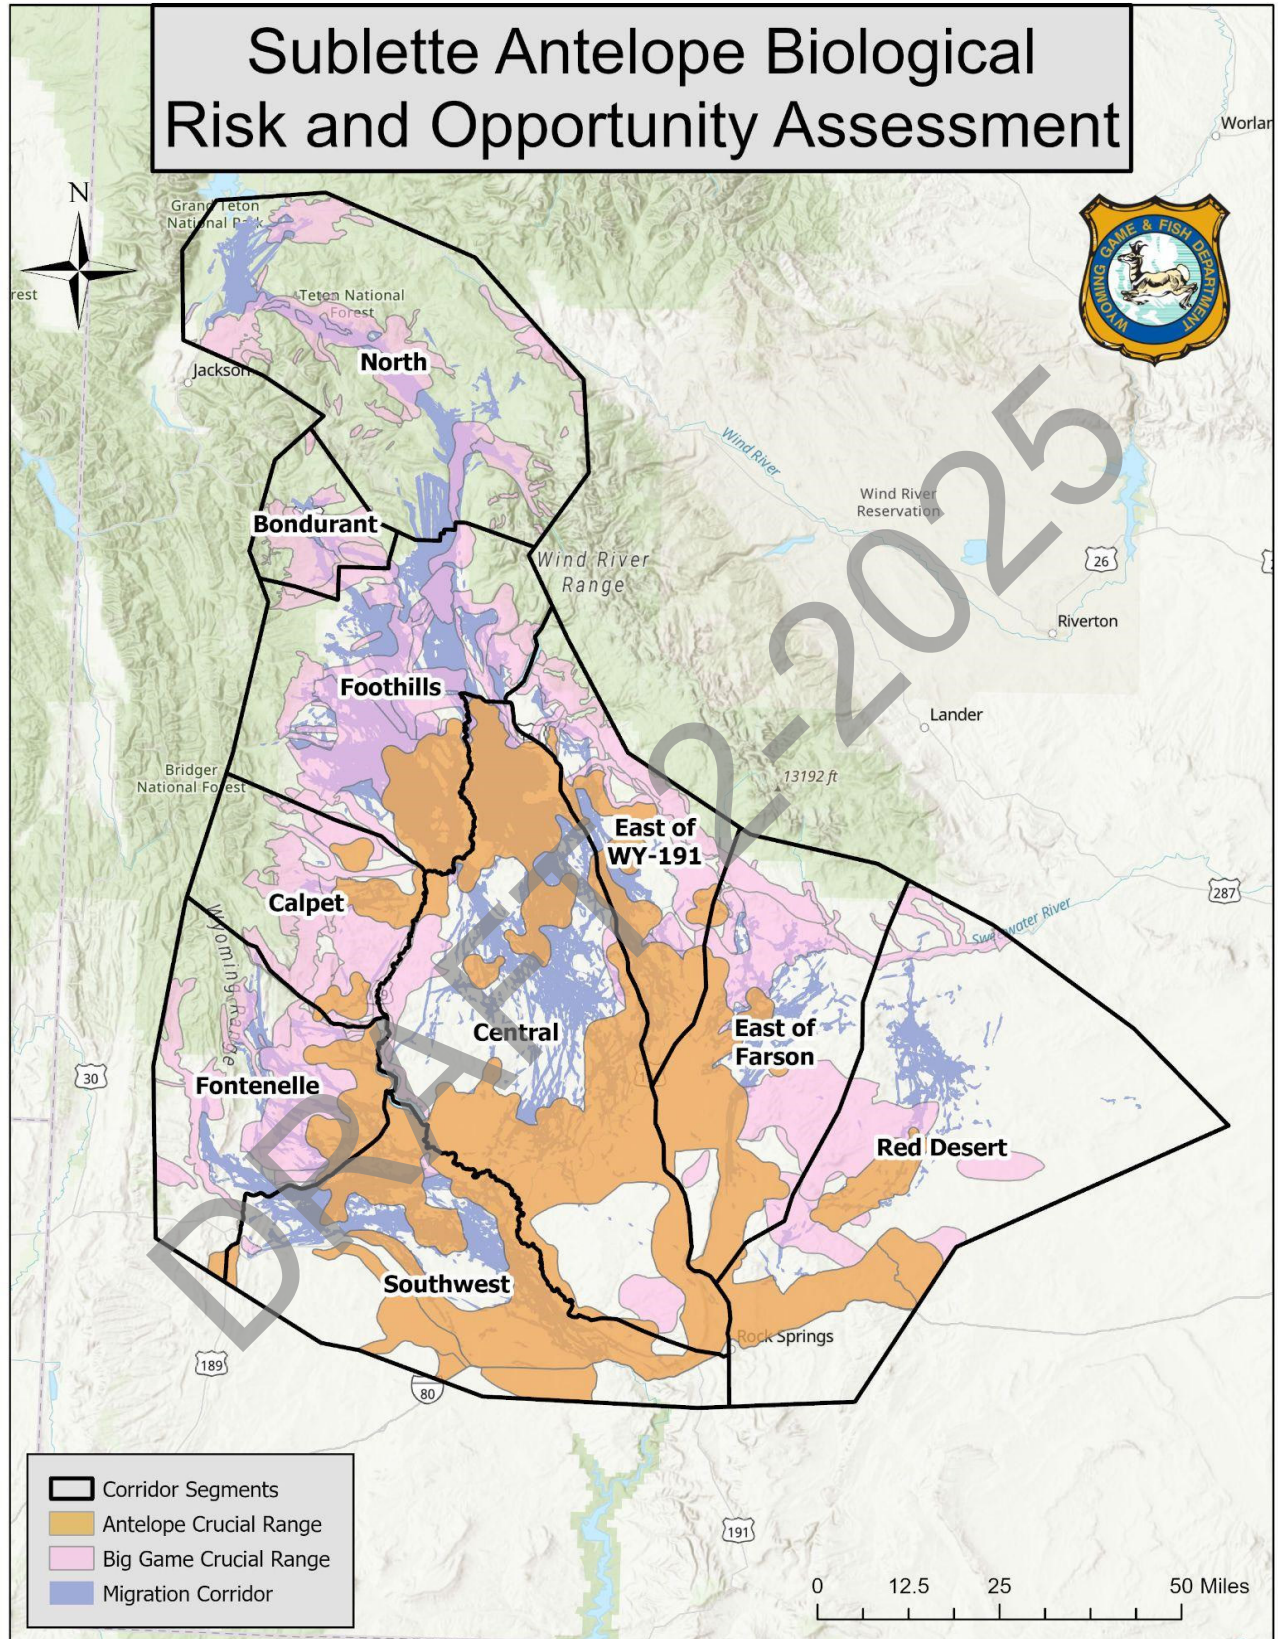 Sublette Antelope Biological
Risk and Opportunity Assessment
Worlar
N
Grand Teton
National Park
WYOMING GAME & FISH DEPARTMENT
rest
Teton National
Forest
North
Jackson
Wind River
Wind River
Reservation
Bondurant
Wind River
Range
26
Riverton
Foothills
Lander
Bridger
National Forest
13192 ft
East of
WY-191
Calpet
287
Sweetwater River
Wyoming Range
Central
East of
Farson
30
Fontenelle
Red Desert
Southwest
Rock Springs
189
80
DRAFT 2-2025
Corridor Segments
Antelope Crucial Range
Big Game Crucial Range
Migration Corridor
191
0 12.5 25 50 Miles